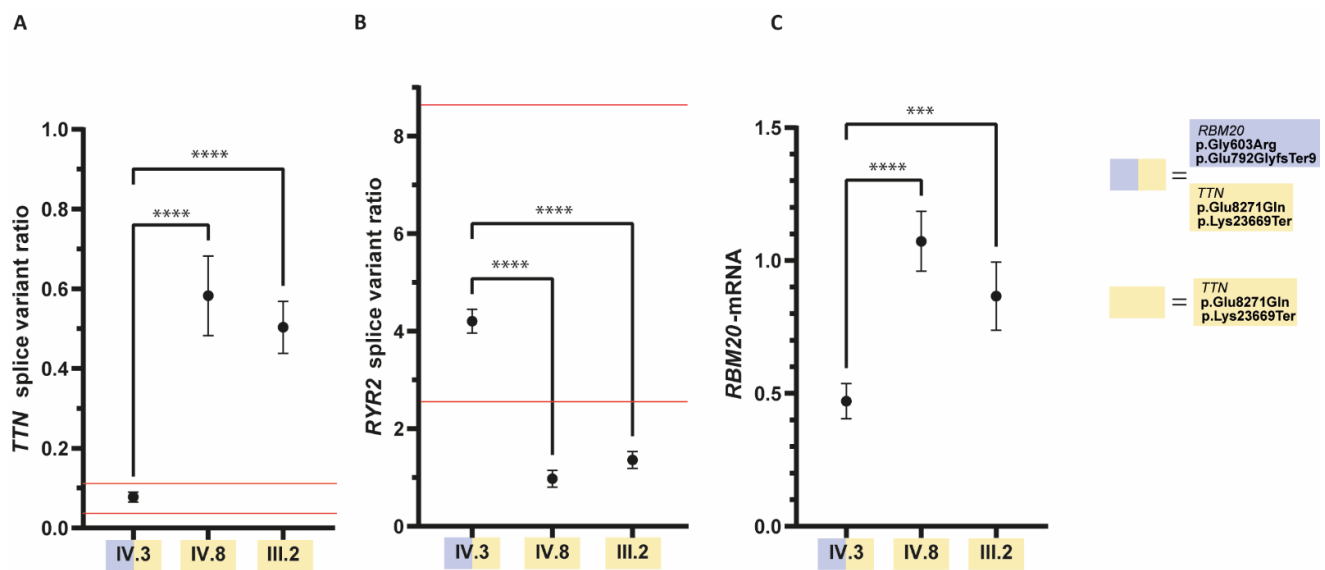 A
TTN splice variant ratio
1.0
0.8
0.6
0.4
0.2
0.0
****
****
IV.3
IV.8
III.2
B
RYR2 splice variant ratio
8
6
4
2
0
****
****
IV.3
IV.8
III.2
C
RBM20-mRNA
1.5
1.0
0.5
0.0
***
****
IV.3
IV.8
III.2
=
RBM20
p.Gly603Arg
p.Glu792GlyfsTer9
TTN
p.Glu8271Gln
p.Lys23669Ter
=
TTN
p.Glu8271Gln
p.Lys23669Ter